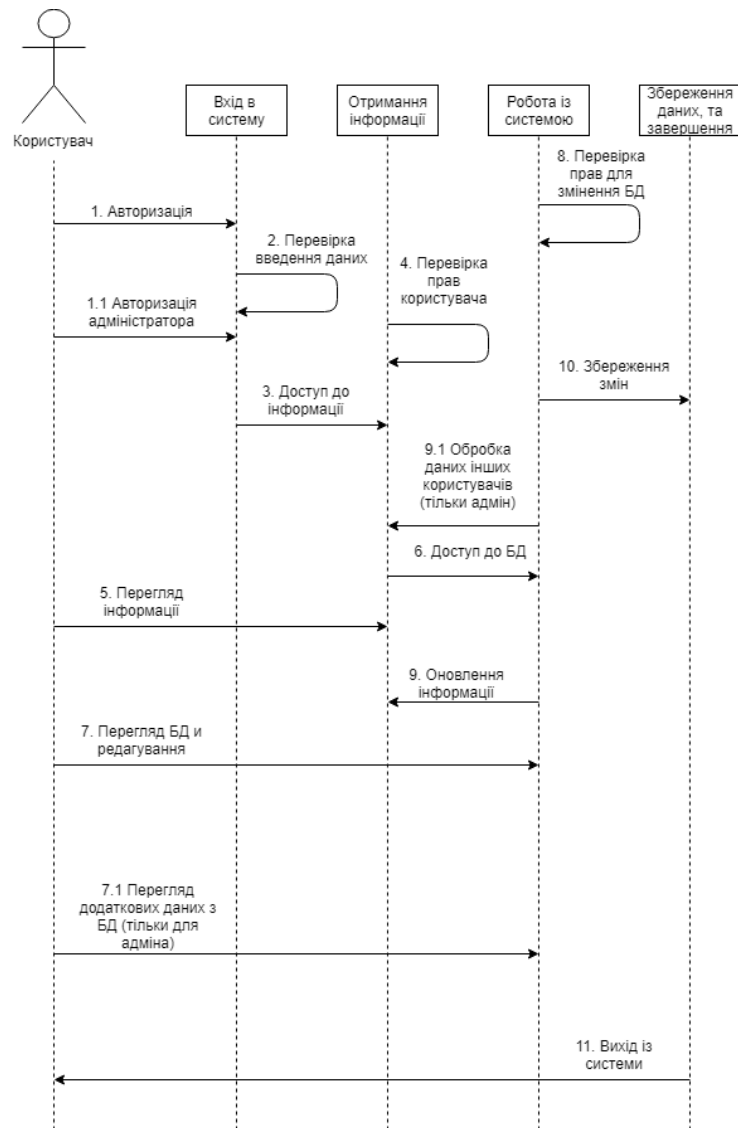 Користувач
Вхід в
систему
Отримання
інформації
Робота із
системою
Збереження
даних, та
завершення
8. Перевірка
прав для
змінення БД
1. Авторизація
2. Перевірка
введення даних
4. Перевірка
прав
користувача
1.1 Авторизація
адміністратора
10. Збереження
змін
3. Доступ до
інформації
9.1 Обробка
даних інших
користувачів
(тільки адмін)
6. Доступ до БД
5. Перегляд
інформації
9. Оновлення
інформації
7. Перегляд БД и
редагування
7.1 Перегляд
додаткових даних з
БД (тільки для
адміна)
11. Вихід із
системи